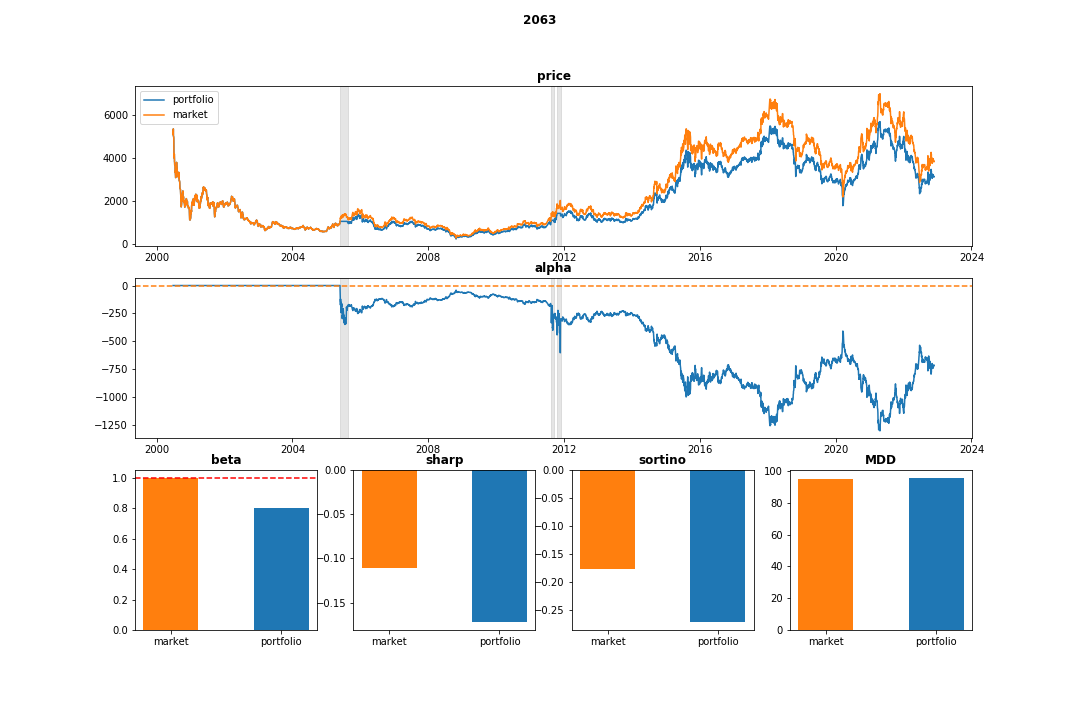 2063
price
portfolio
market
6000
4000
2000
0
2000 2004 2008 2012 2016 2020 2024
alpha
0
−250
−500
−750
−1000
−1250
2000 2004 2008 2012 2016 2020 2024
beta
1.0
0.8
0.6
0.4
0.2
0.0
market portfolio
sharp
0.00
−0.05
−0.10
−0.15
market portfolio
sortino
0.00
−0.05
−0.10
−0.15
−0.20
−0.25
market portfolio
MDD
100
80
60
40
20
0
market portfolio